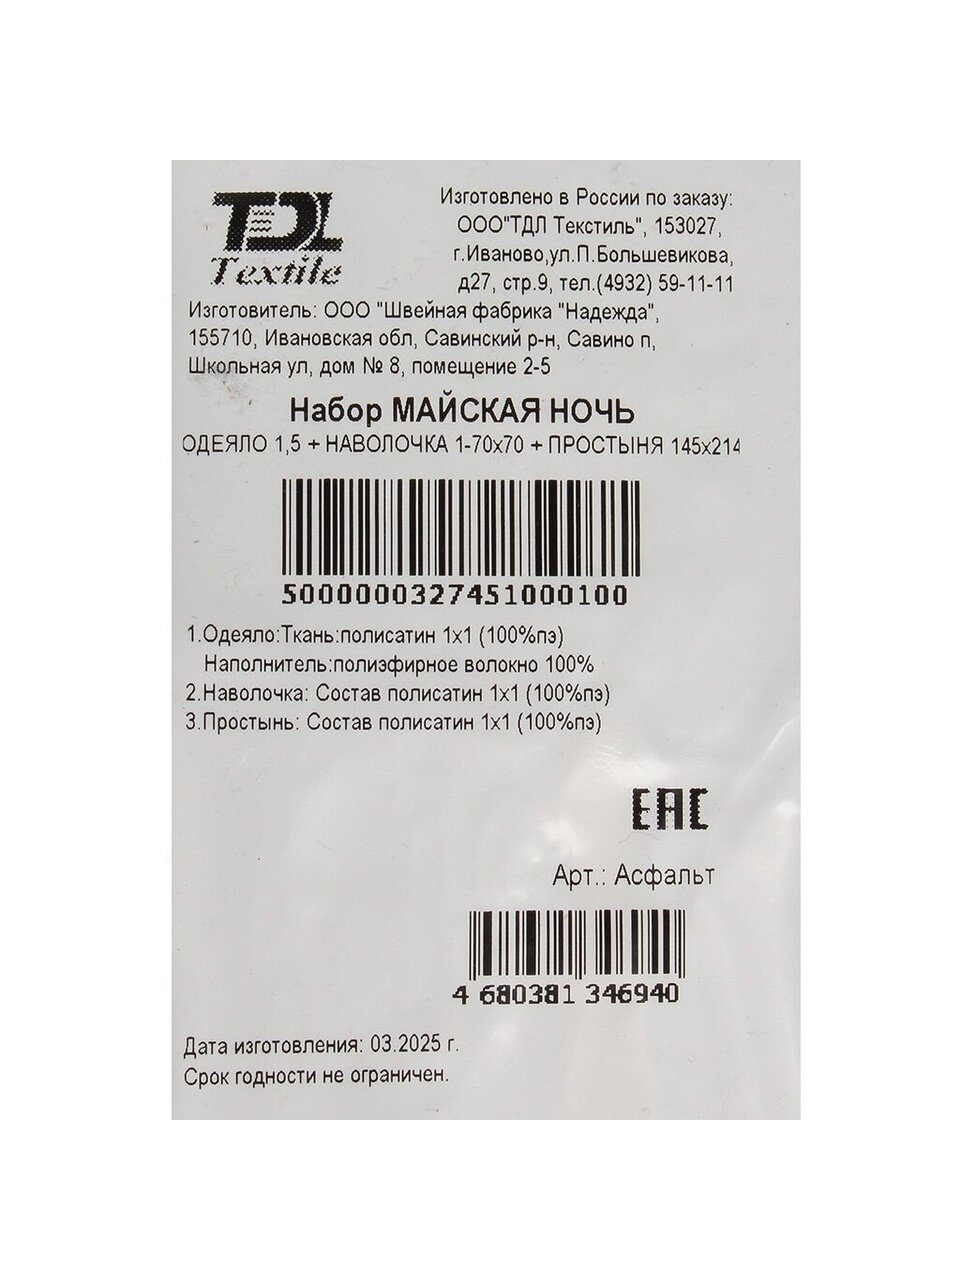 TDL
Textile
Изготовлено в России по заказу:
ООО"ТДЛ Текстиль", 153027,
г.Иваново,ул.П.Большевикова,
д27, стр.9, тел.(4932) 59-11-11
Изготовитель: ООО "Швейная фабрика "Надежда",
155710, Ивановская обл, Савинский р-н, Савино п,
Школьная ул, дом № 8, помещение 2-5
Набор МАЙСКАЯ НОЧЬ
ОДЕЯЛО 1,5 + НАВОЛОЧКА 1-70х70 + ПРОСТЫНЯ 145х214
5000000327451000100
1.Одеяло:Ткань:полисатин 1х1 (100%пэ)
Наполнитель:полиэфирное волокно 100%
2.Наволочка: Состав полисатин 1х1 (100%пэ)
3.Простынь: Состав полисатин 1х1 (100%пэ)
ЕАС
Арт.: Асфальт
4 680381 346940
Дата изготовления: 03.2025 г.
Срок годности не ограничен.